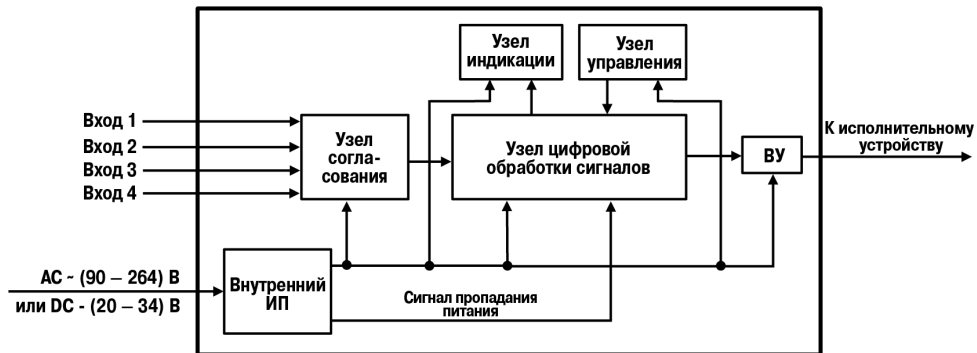 Узел
индикации
Узел
управления
Вход 1
Вход 2
Вход 3
Вход 4
Узел
согла-
сования
Узел цифровой
обработки сигналов
ВУ
К исполнительному
устройству
AC ~ (90 – 264) В
или DC - (20 – 34) В
Внутренний
ИП
Сигнал пропадания
питания